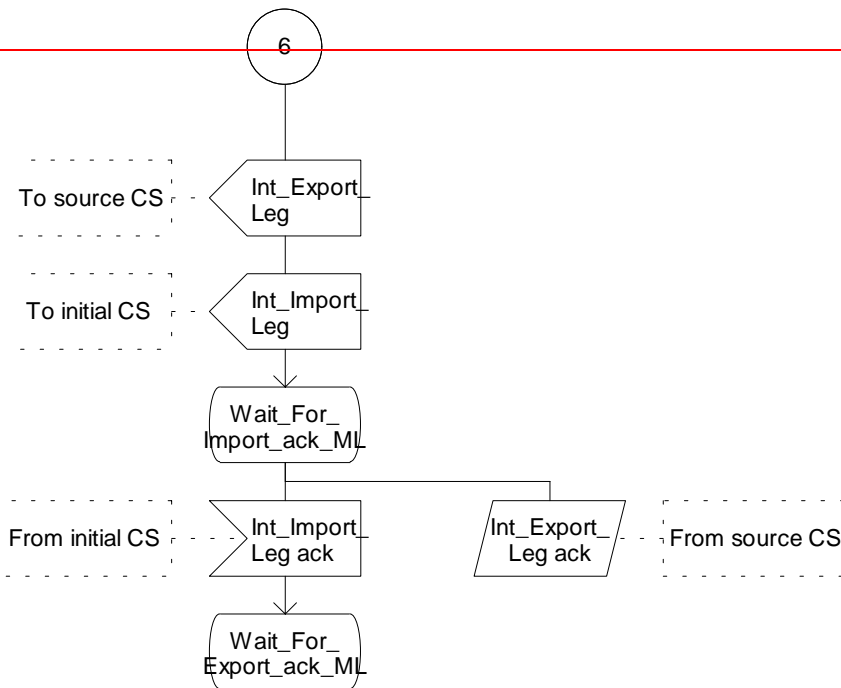 6
To source CS
Int_Export_
Leg
To initial CS
Int_Import_
Leg
Wait_For_
Import_ack_ML
From initial CS
Int_Import_
Leg ack
Int_Export_
Leg ack
From source CS
Wait_For_
Export_ack_ML